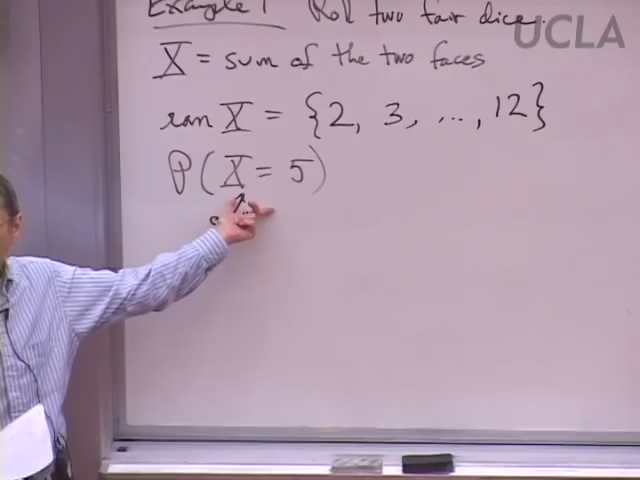 Example 1 Roll two fair dice.
UCLA
X = sum of the two faces
ran X = {2, 3, ..., 12}
P(X = 5)